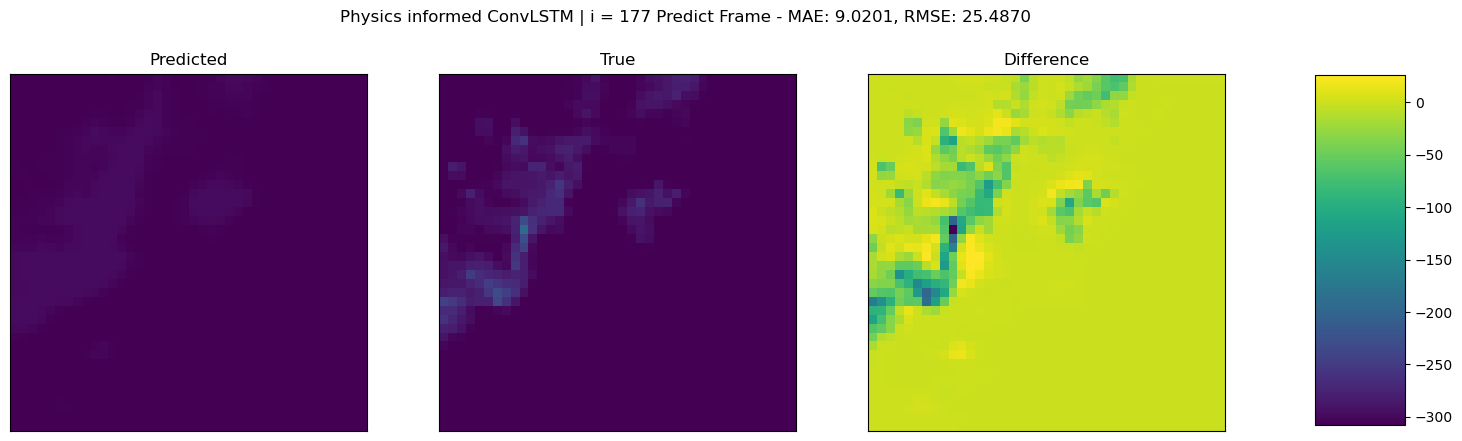 Physics informed ConvLSTM | i = 177 Predict Frame - MAE: 9.0201, RMSE: 25.4870
Predicted
True
Difference
0
−50
−100
−150
−200
−250
−300